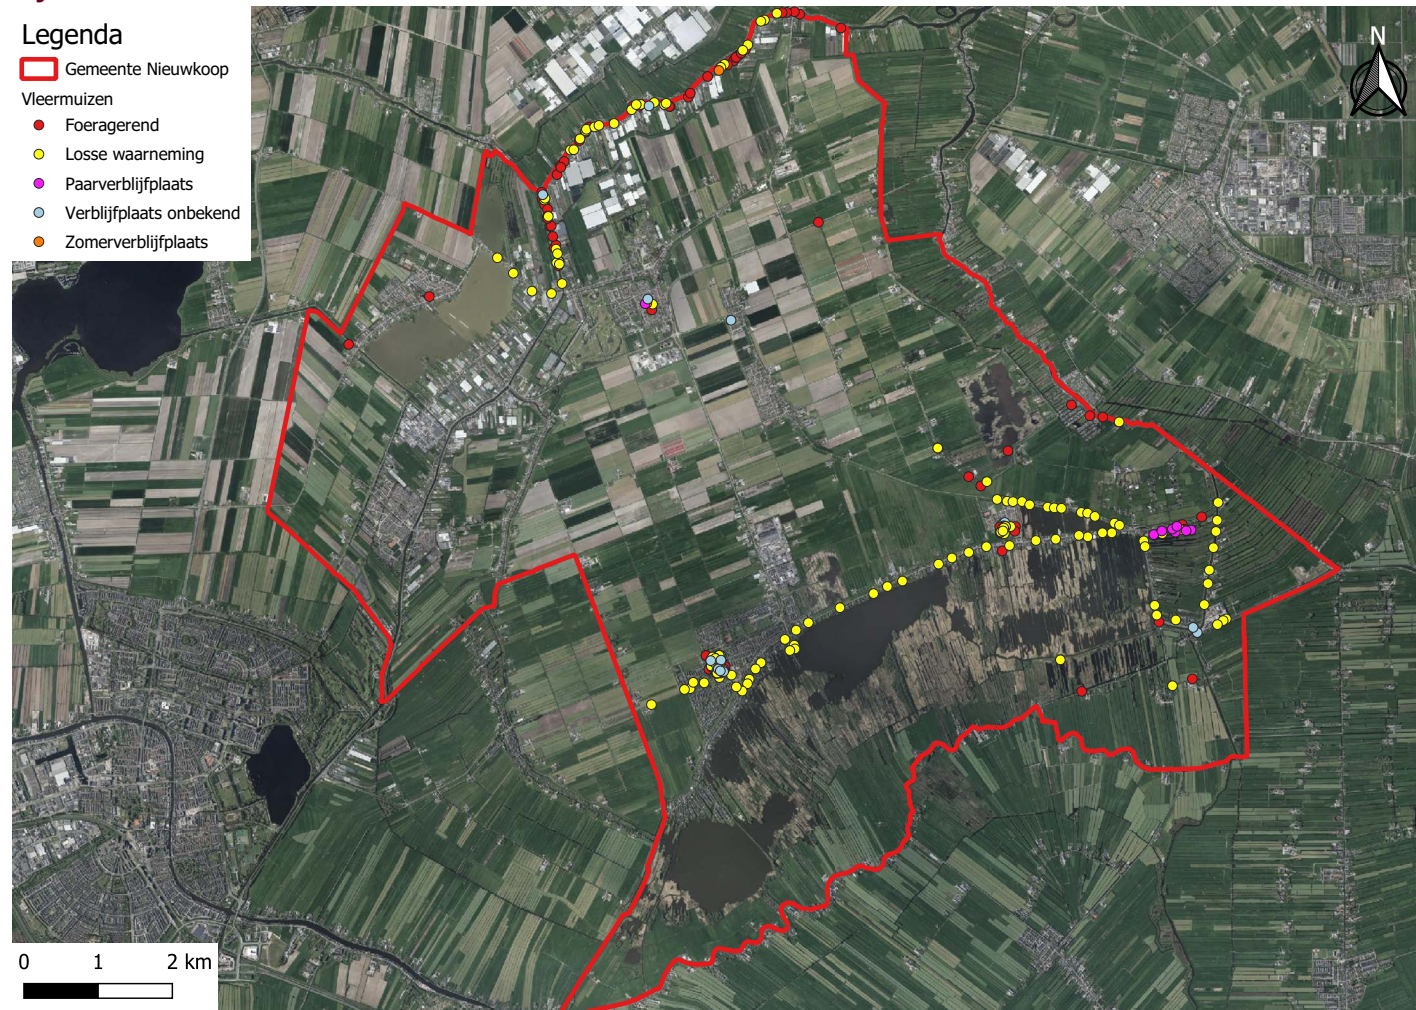 Legenda
Gemeente Nieuwkoop
Vleermuizen
Foeragerend
Losse waarneming
Paarverblijfplaats
Verblijfplaats onbekend
Zomerverblijfplaats
N
0 1 2 km